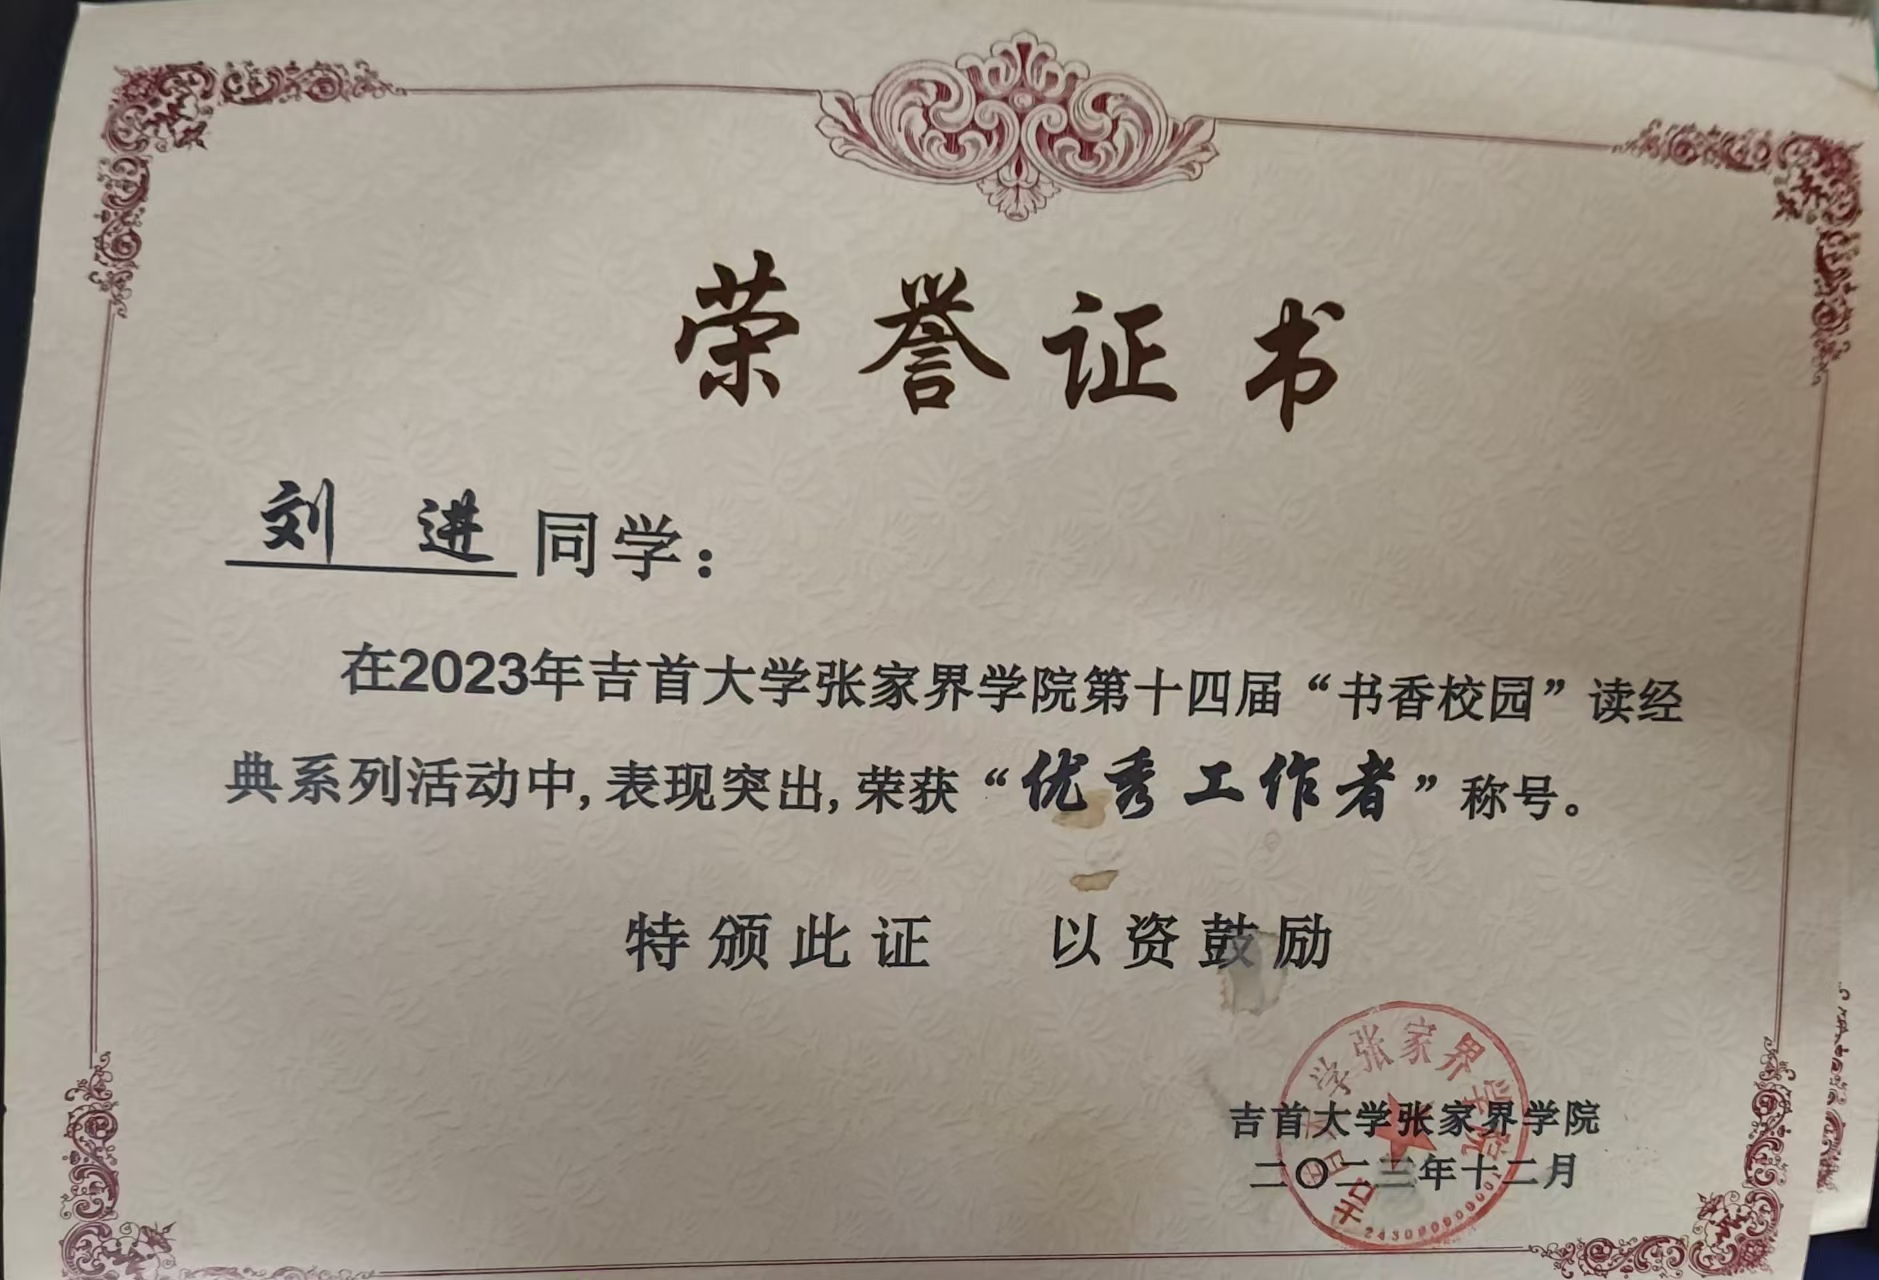 荣誉证书
刘 进 同学：
在2023年吉首大学张家界学院第十四届“书香校园”读经
典系列活动中,表现突出,荣获“优秀工作者”称号。
特颁此证 以资鼓励
学张家界学院
吉首大学张家界学院
二〇二三年十二月